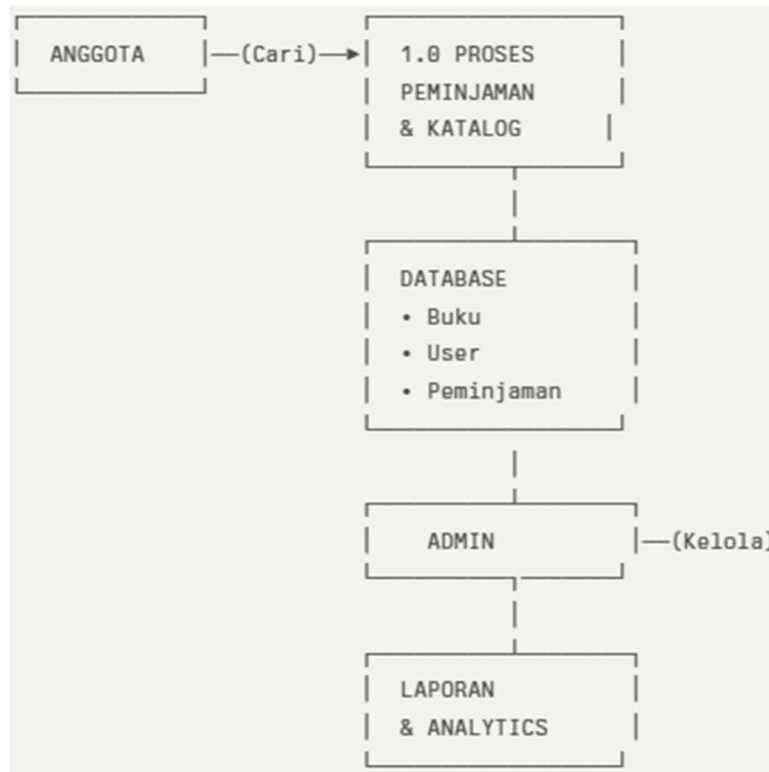 ANGGOTA
(Cari)
1.0 PROSES
PEMINJAMAN
& KATALOG
DATABASE
• Buku
• User
• Peminjaman
ADMIN
(Kelola)
LAPORAN
& ANALYTICS